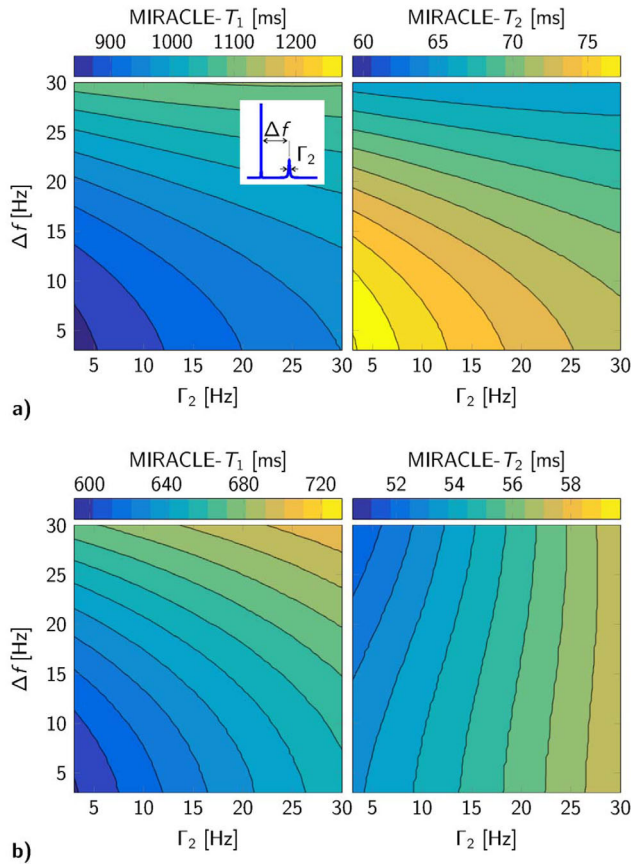 MIRACLE-T₁ [ms] MIRACLE-T₂ [ms]
900 1000 1100 1200 60 65 70 75
30
25
20
15
10
5
Δf [Hz]
Δf
Γ₂
5 10 15 20 25 30 5 10 15 20 25 30
Γ₂ [Hz] Γ₂ [Hz]
a)
MIRACLE-T₁ [ms] MIRACLE-T₂ [ms]
600 640 680 720 52 54 56 58
30
25
20
15
10
5
Δf [Hz]
5 10 15 20 25 30 5 10 15 20 25 30
Γ₂ [Hz] Γ₂ [Hz]
b)